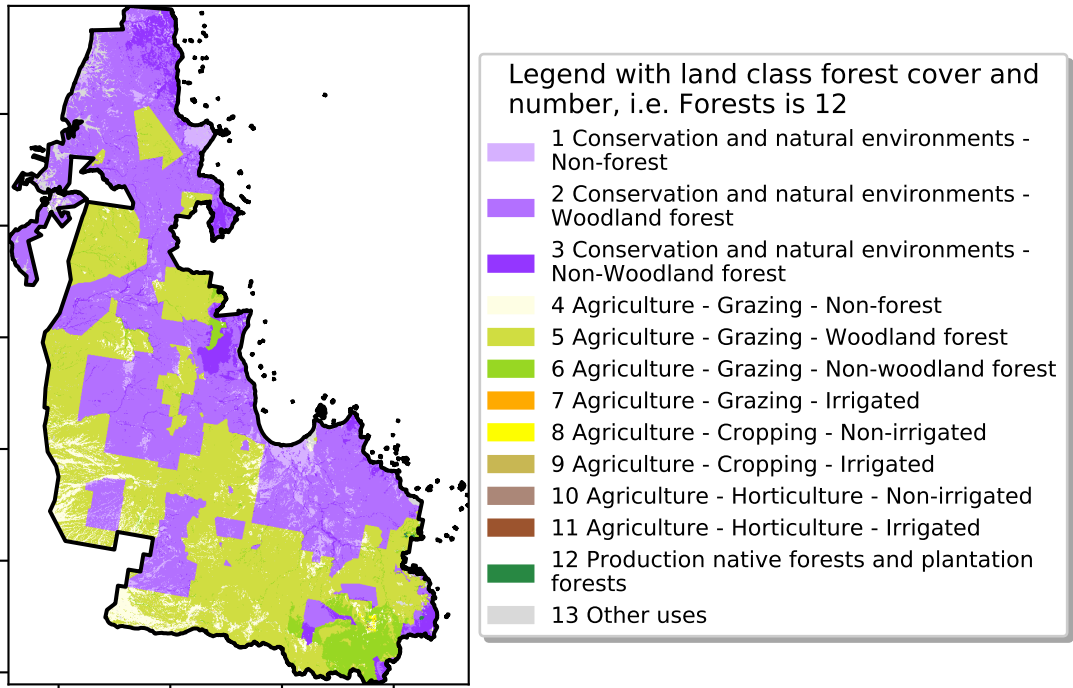 Legend with land class forest cover and
number, i.e. Forests is 12
1 Conservation and natural environments -
Non-forest
2 Conservation and natural environments -
Woodland forest
3 Conservation and natural environments -
Non-Woodland forest
4 Agriculture - Grazing - Non-forest
5 Agriculture - Grazing - Woodland forest
6 Agriculture - Grazing - Non-woodland forest
7 Agriculture - Grazing - Irrigated
8 Agriculture - Cropping - Non-irrigated
9 Agriculture - Cropping - Irrigated
10 Agriculture - Horticulture - Non-irrigated
11 Agriculture - Horticulture - Irrigated
12 Production native forests and plantation
forests
13 Other uses